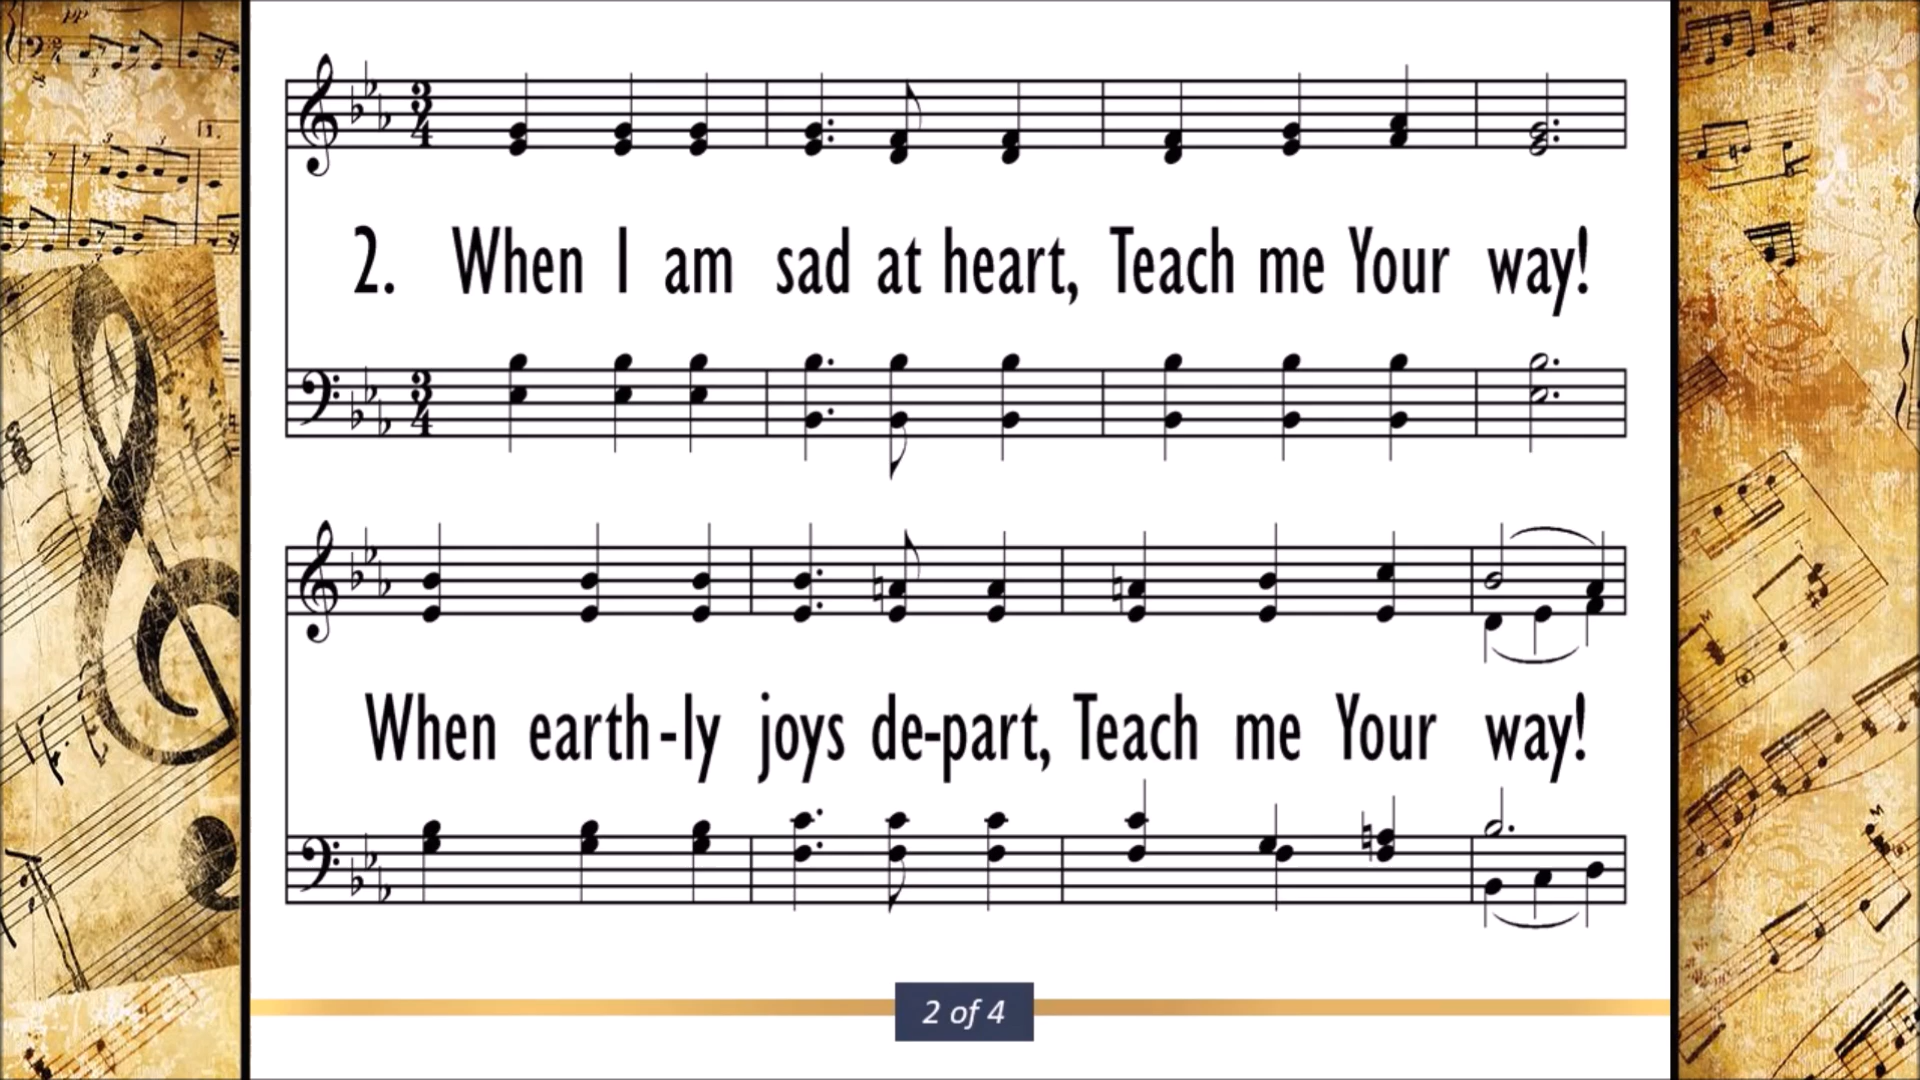 2. When I am sad at heart, Teach me Your way!
When earth-ly joys de-part, Teach me Your way!
2 of 4